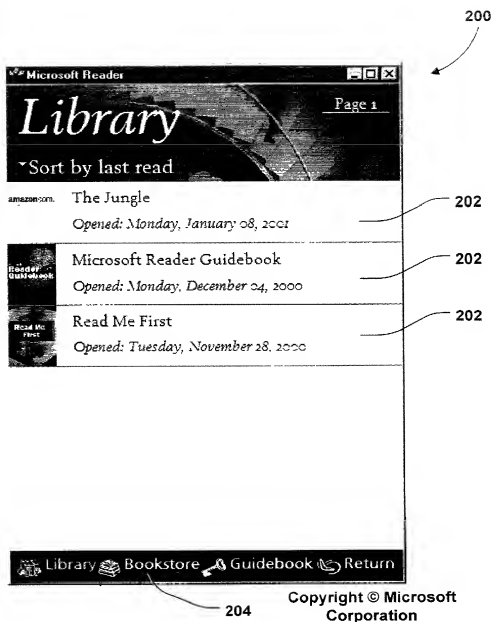 200
Microsoft Reader
Library
Page 1
Sort by last read
amazon.com.
The Jungle
202
Opened: Monday, January 08, 2001
Microsoft Reader Guidebook
202
Reader
Guidebook
Opened: Monday, December 04, 2000
Read Me First
202
Read Me
First
Opened: Tuesday, November 28, 2000
Library Bookstore Guidebook Return
204
Copyright © Microsoft
Corporation